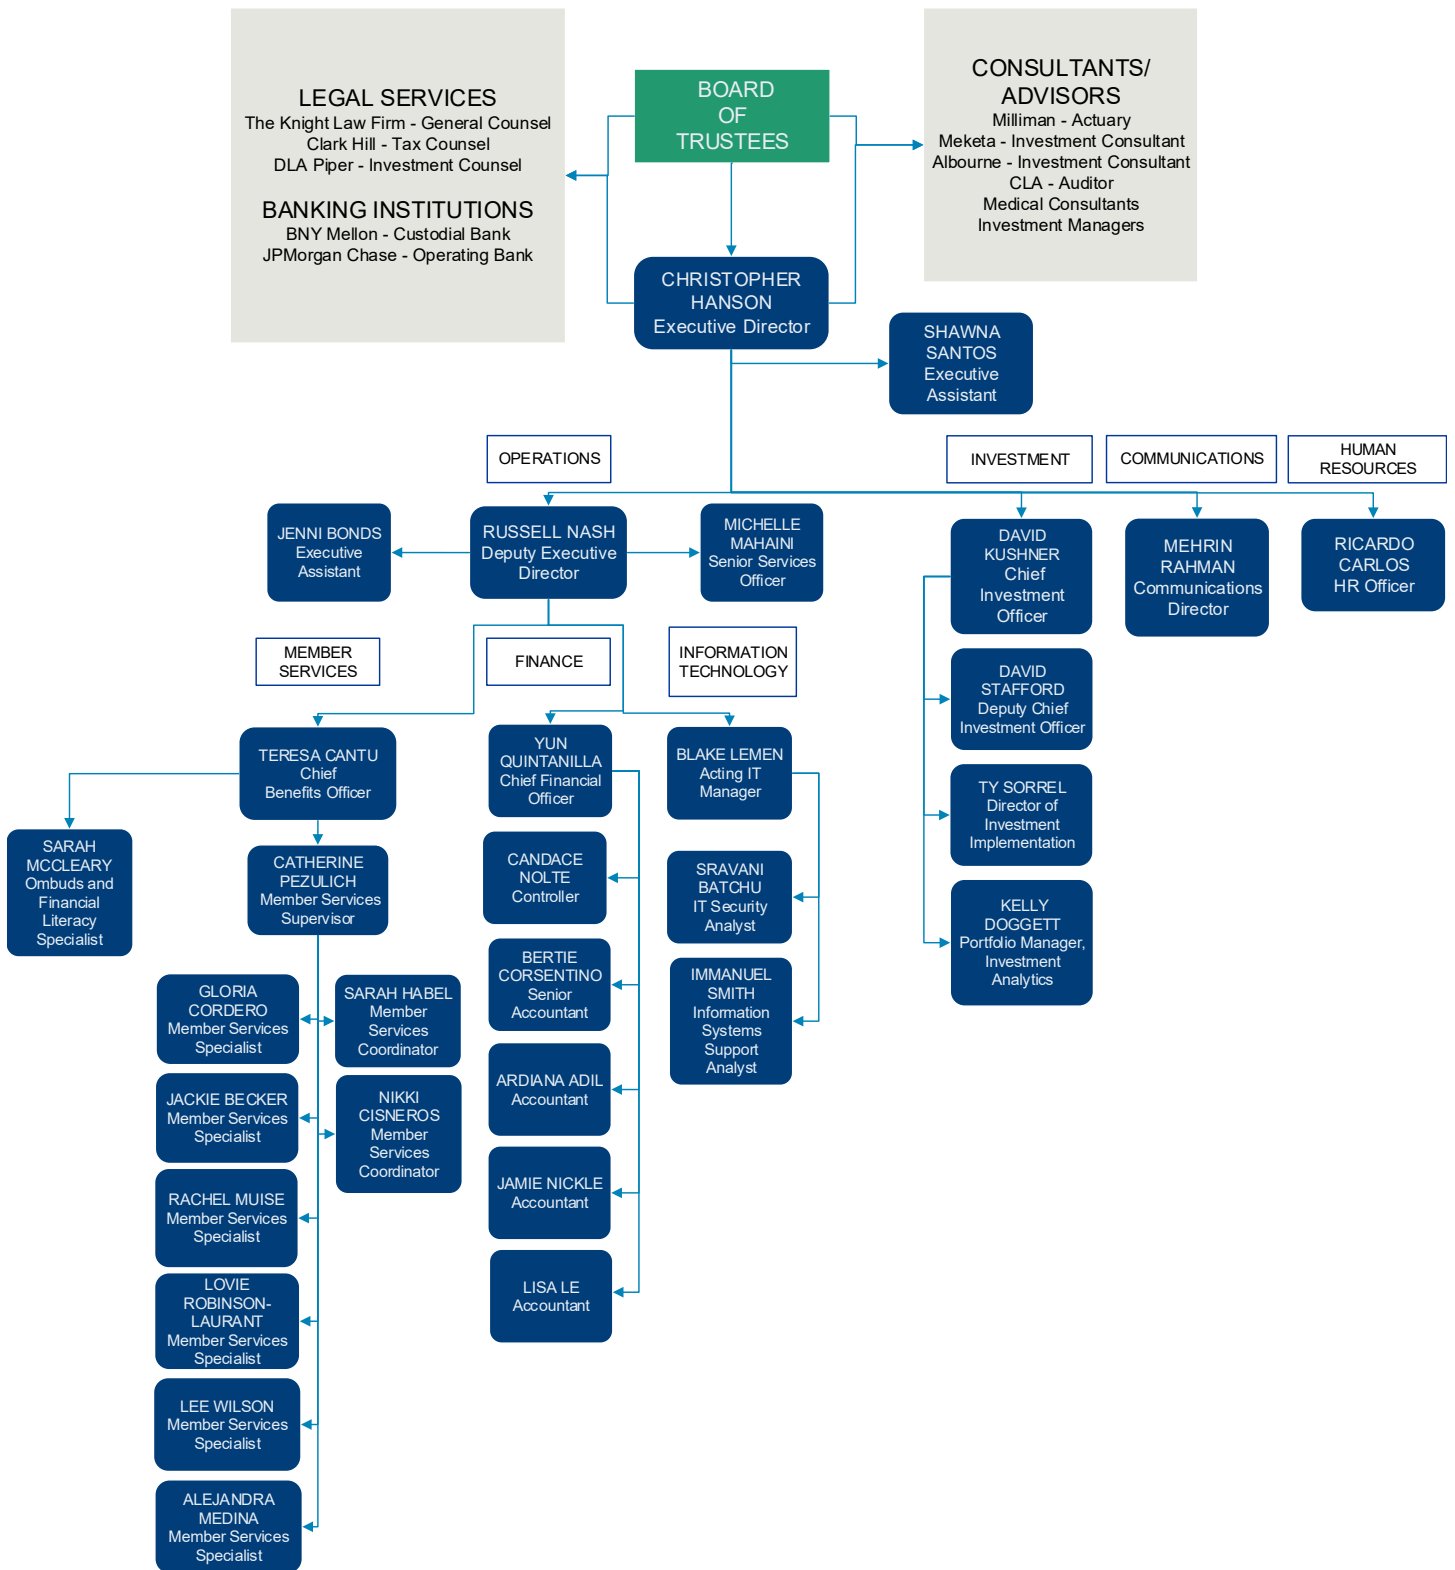 LEGAL SERVICES
The Knight Law Firm - General Counsel
Clark Hill - Tax Counsel
DLA Piper - Investment Counsel
BANKING INSTITUTIONS
BNY Mellon - Custodial Bank
JPMorgan Chase - Operating Bank
BOARD
OF
TRUSTEES
CONSULTANTS/
ADVISORS
Milliman - Actuary
Meketa - Investment Consultant
Albourne - Investment Consultant
CLA - Auditor
Medical Consultants
Investment Managers
CHRISTOPHER
HANSON
Executive Director
SHAWNA
SANTOS
Executive
Assistant
OPERATIONS
INVESTMENT
COMMUNICATIONS
HUMAN
RESOURCES
JENNI BONDS
Executive
Assistant
RUSSELL NASH
Deputy Executive
Director
MICHELLE
MAHAINI
Senior Services
Officer
DAVID
KUSHNER
Chief
Investment
Officer
MEHRIN
RAHMAN
Communications
Director
RICARDO
CARLOS
HR Officer
MEMBER
SERVICES
FINANCE
INFORMATION
TECHNOLOGY
DAVID
STAFFORD
Deputy Chief
Investment Officer
TERESA CANTU
Chief
Benefits Officer
YUN
QUINTANILLA
Chief Financial
Officer
BLAKE LEMEN
Acting IT
Manager
TY SORREL
Director of
Investment
Implementation
SARAH
MCCLEARY
Ombuds and
Financial
Literacy
Specialist
CATHERINE
PEZULICH
Member Services
Supervisor
CANDACE
NOLTE
Controller
SRAVANI
BATCHU
IT Security
Analyst
KELLY
DOGGETT
Portfolio Manager,
Investment
Analytics
GLORIA
CORDERO
Member Services
Specialist
SARAH HABEL
Member
Services
Coordinator
BERTIE
CORSENTINO
Senior
Accountant
IMMANUEL
SMITH
Information
Systems
Support
Analyst
JACKIE BECKER
Member Services
Specialist
NIKKI
CISNEROS
Member
Services
Coordinator
ARDIANA ADIL
Accountant
RACHEL MUISE
Member Services
Specialist
JAMIE NICKLE
Accountant
LOVIE
ROBINSON-
LAURANT
Member Services
Specialist
LISA LE
Accountant
LEE WILSON
Member Services
Specialist
ALEJANDRA
MEDINA
Member Services
Specialist